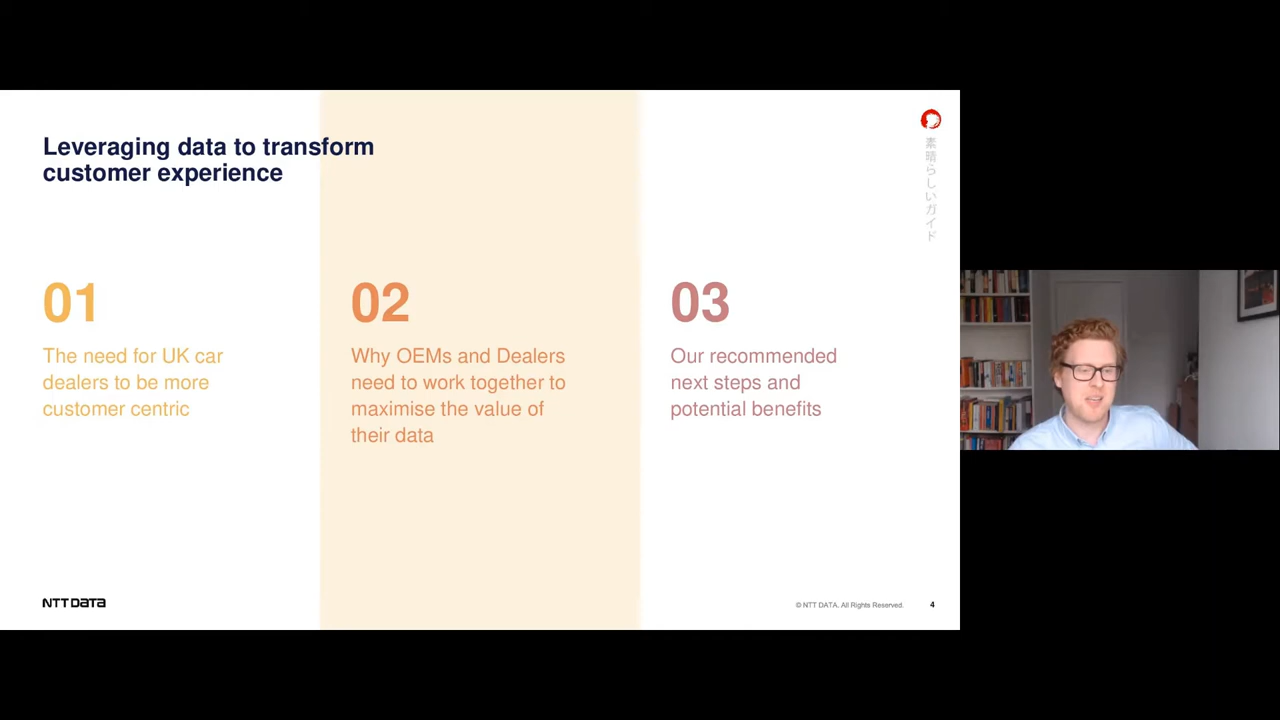 Leveraging data to transform
customer experience
素晴らしいガイド
01
The need for UK car
dealers to be more
customer centric
02
Why OEMs and Dealers
need to work together to
maximise the value of
their data
03
Our recommended
next steps and
potential benefits
NTT DATA
© NTT DATA. All Rights Reserved.
4